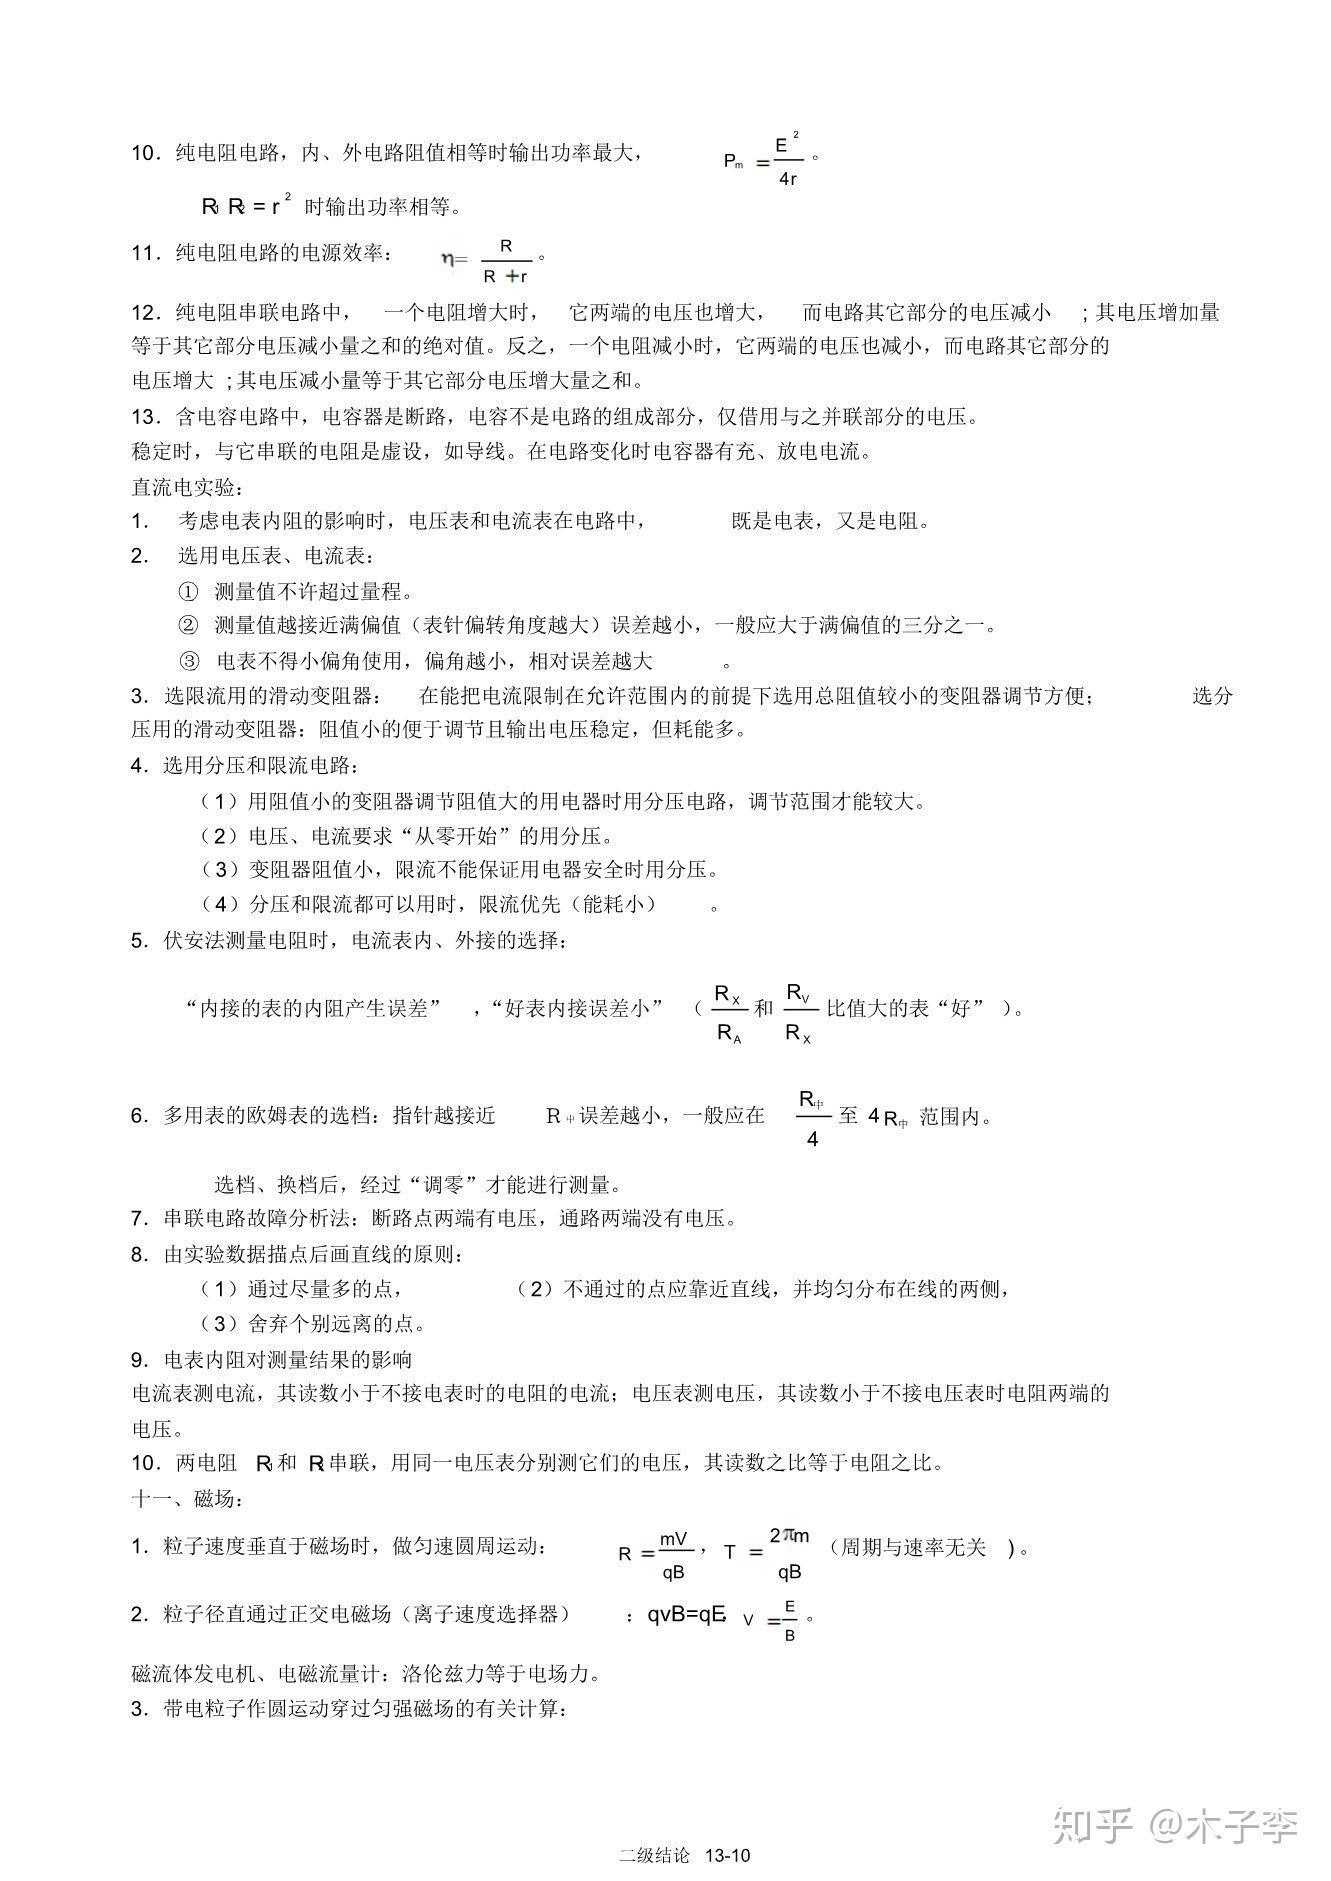 10．纯电阻电路，内、外电路阻值相等时输出功率最大， Pm = E²/4r 。
R1 R2 = r² 时输出功率相等。
11．纯电阻电路的电源效率： η= R/(R+r) 。
12．纯电阻串联电路中， 一个电阻增大时， 它两端的电压也增大， 而电路其它部分的电压减小 ；其电压增加量
等于其它部分电压减小量之和的绝对值。反之，一个电阻减小时，它两端的电压也减小，而电路其它部分的
电压增大 ；其电压减小量等于其它部分电压增大量之和。
13．含电容电路中，电容器是断路，电容不是电路的组成部分，仅借用与之并联部分的电压。
稳定时，与它串联的电阻是虚设，如导线。在电路变化时电容器有充、放电电流。
直流电实验：
1． 考虑电表内阻的影响时，电压表和电流表在电路中， 既是电表，又是电阻。
2． 选用电压表、电流表：
① 测量值不许超过量程。
② 测量值越接近满偏值（表针偏转角度越大）误差越小，一般应大于满偏值的三分之一。
③ 电表不得小偏角使用，偏角越小，相对误差越大 。
3．选限流用的滑动变阻器： 在能把电流限制在允许范围内的前提下选用总阻值较小的变阻器调节方便； 选分
压用的滑动变阻器：阻值小的便于调节且输出电压稳定，但耗能多。
4．选用分压和限流电路：
（1）用阻值小的变阻器调节阻值大的用电器时用分压电路，调节范围才能较大。
（2）电压、电流要求“从零开始”的用分压。
（3）变阻器阻值小，限流不能保证用电器安全时用分压。
（4）分压和限流都可以用时，限流优先（能耗小） 。
5．伏安法测量电阻时，电流表内、外接的选择：
“内接的表的内阻产生误差” ，“好表内接误差小” （ RX/RA 和 RV/RX 比值大的表“好” ）。
6．多用表的欧姆表的选档：指针越接近 R中误差越小，一般应在 R中/4 至 4R中 范围内。
选档、换档后，经过“调零”才能进行测量。
7．串联电路故障分析法：断路点两端有电压，通路两端没有电压。
8．由实验数据描点后画直线的原则：
（1）通过尽量多的点， （2）不通过的点应靠近直线，并均匀分布在线的两侧，
（3）舍弃个别远离的点。
9．电表内阻对测量结果的影响
电流表测电流，其读数小于不接电表时的电阻的电流；电压表测电压，其读数小于不接电压表时电阻两端的
电压。
10．两电阻 R1和 R2串联，用同一电压表分别测它们的电压，其读数之比等于电阻之比。
十一、磁场：
1．粒子速度垂直于磁场时，做匀速圆周运动： R = mV/qB ， T = 2πm/qB （周期与速率无关 ）。
2．粒子径直通过正交电磁场（离子速度选择器） ：qvB=qE， V = E/B 。
磁流体发电机、电磁流量计：洛伦兹力等于电场力。
3．带电粒子作圆运动穿过匀强磁场的有关计算：
知乎 @木子李
二级结论 13-10